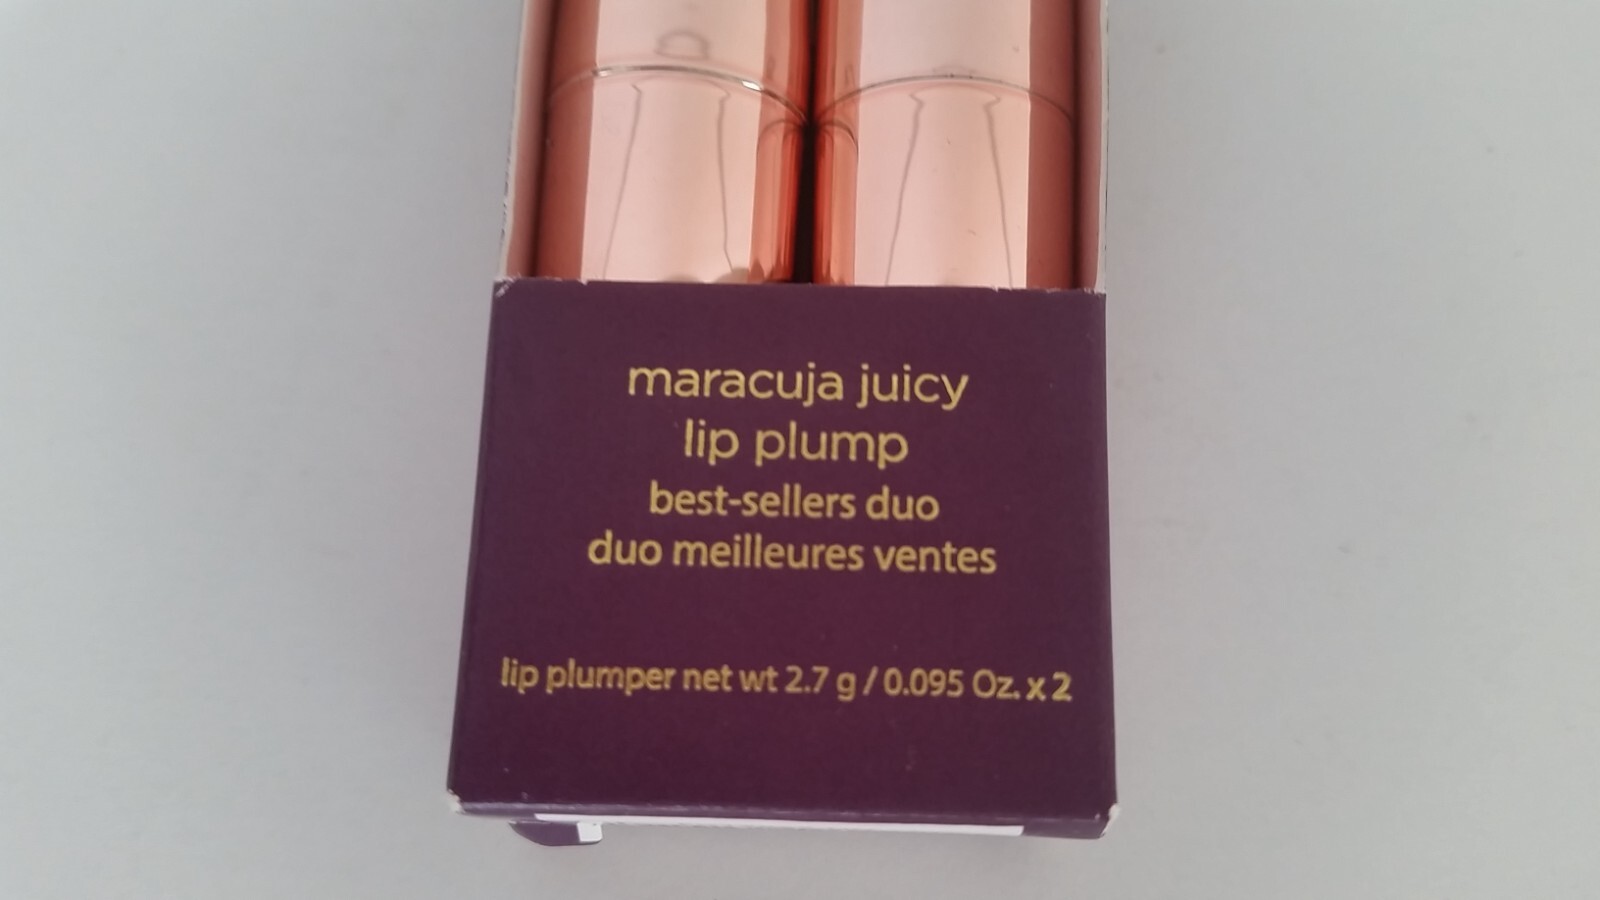 maracuja juicy
lip plump
best-sellers duo
duo meilleures ventes
lip plumper net wt 2.7 g / 0.095 Oz. x 2